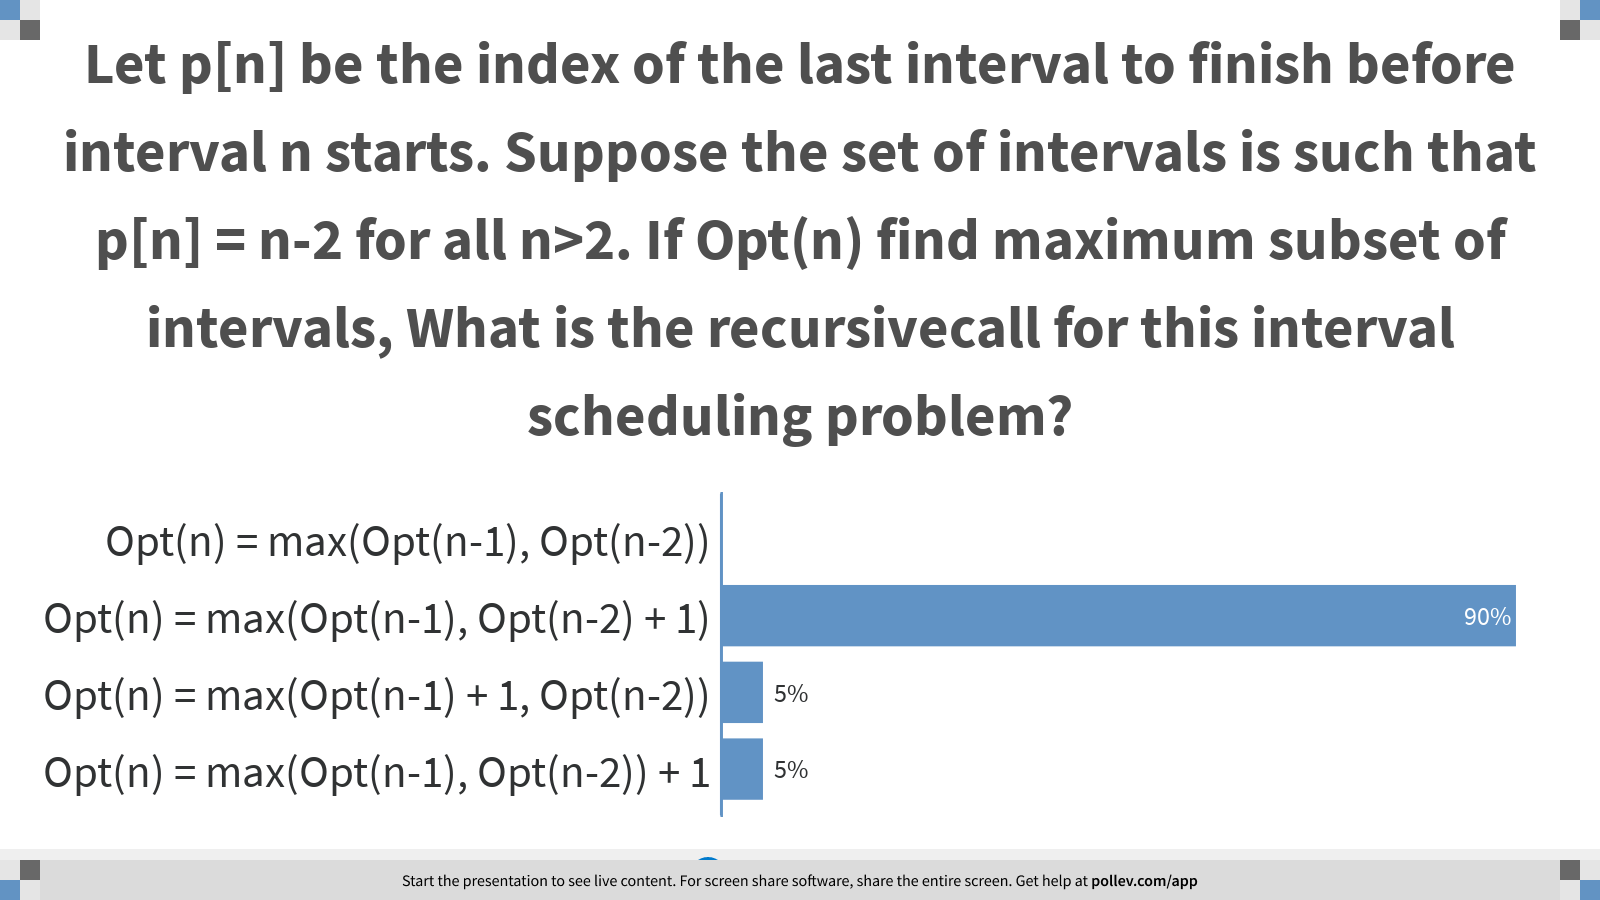 Let p[n] be the index of the last interval to finish before
interval n starts. Suppose the set of intervals is such that
p[n] = n-2 for all n>2. If Opt(n) find maximum subset of
intervals, What is the recursivecall for this interval
scheduling problem?
Opt(n) = max(Opt(n-1), Opt(n-2))
Opt(n) = max(Opt(n-1), Opt(n-2) + 1)
90%
Opt(n) = max(Opt(n-1) + 1, Opt(n-2))
5%
Opt(n) = max(Opt(n-1), Opt(n-2)) + 1
5%
Start the presentation to see live content. For screen share software, share the entire screen. Get help at pollev.com/app